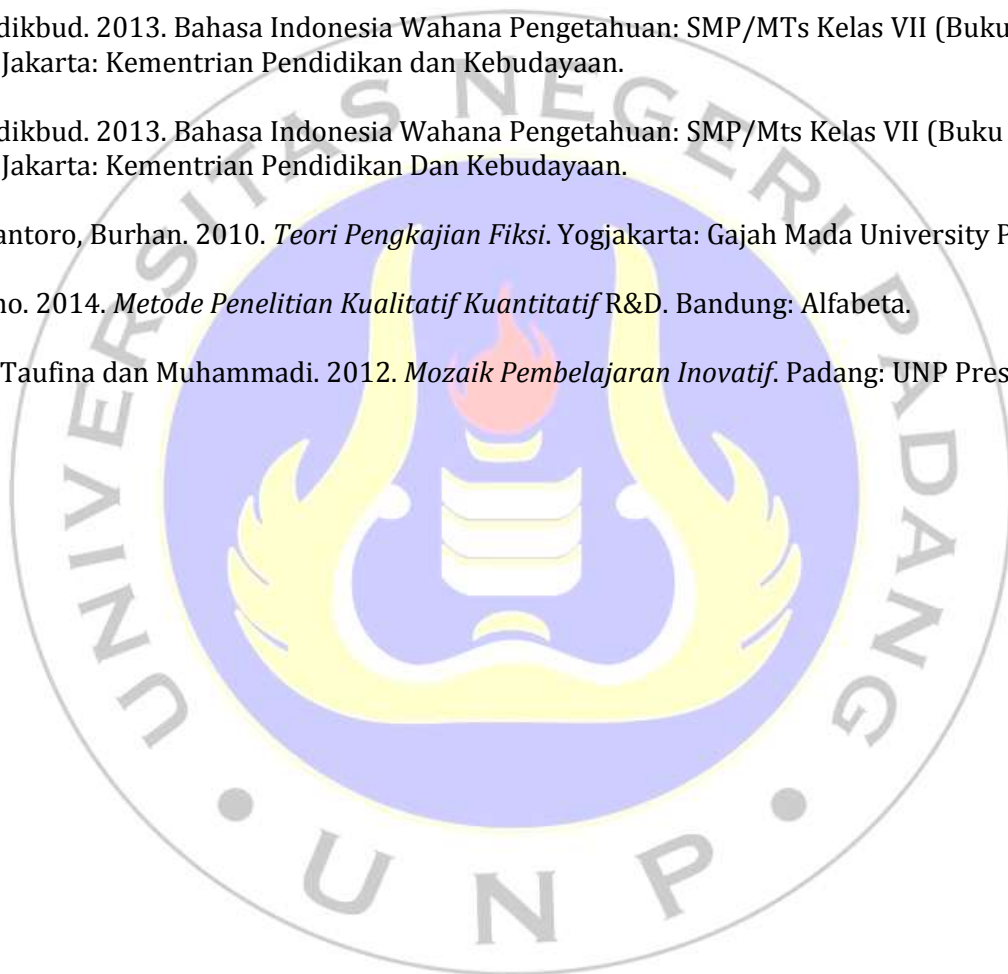 dikbud. 2013. Bahasa Indonesia Wahana Pengetahuan: SMP/MTs Kelas VII (Buku
Jakarta: Kementrian Pendidikan dan Kebudayaan.
dikbud. 2013. Bahasa Indonesia Wahana Pengetahuan: SMP/Mts Kelas VII (Buku
Jakarta: Kementrian Pendidikan Dan Kebudayaan.
antoro, Burhan. 2010. Teori Pengkajian Fiksi. Yogjakarta: Gajah Mada University P
no. 2014. Metode Penelitian Kualitatif Kuantitatif R&D. Bandung: Alfabeta.
Taufina dan Muhammadi. 2012. Mozaik Pembelajaran Inovatif. Padang: UNP Pres
UNIVERSITAS NEGERI PADANG
• UNP •